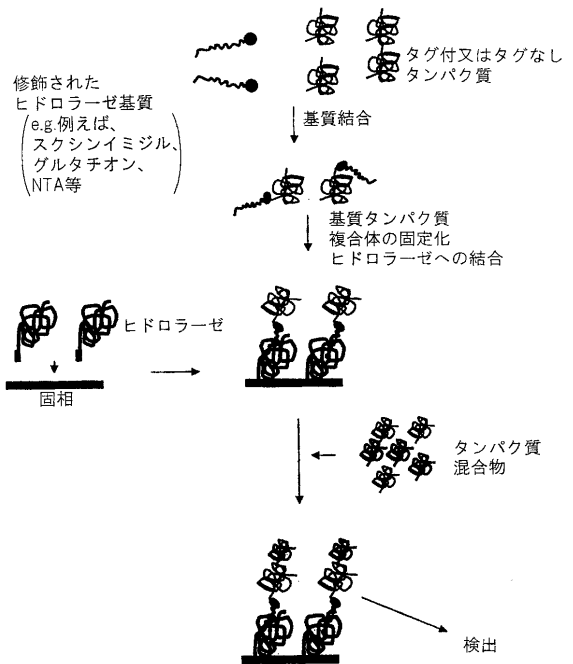 タグ付又はタグなし
タンパク質
修飾された
ヒドロラーゼ基質
e.g.例えば、
スクシンイミジル、
グルタチオン、
NTA等
基質結合
基質タンパク質
複合体の固定化
ヒドロラーゼへの結合
ヒドロラーゼ
固相
タンパク質
混合物
検出